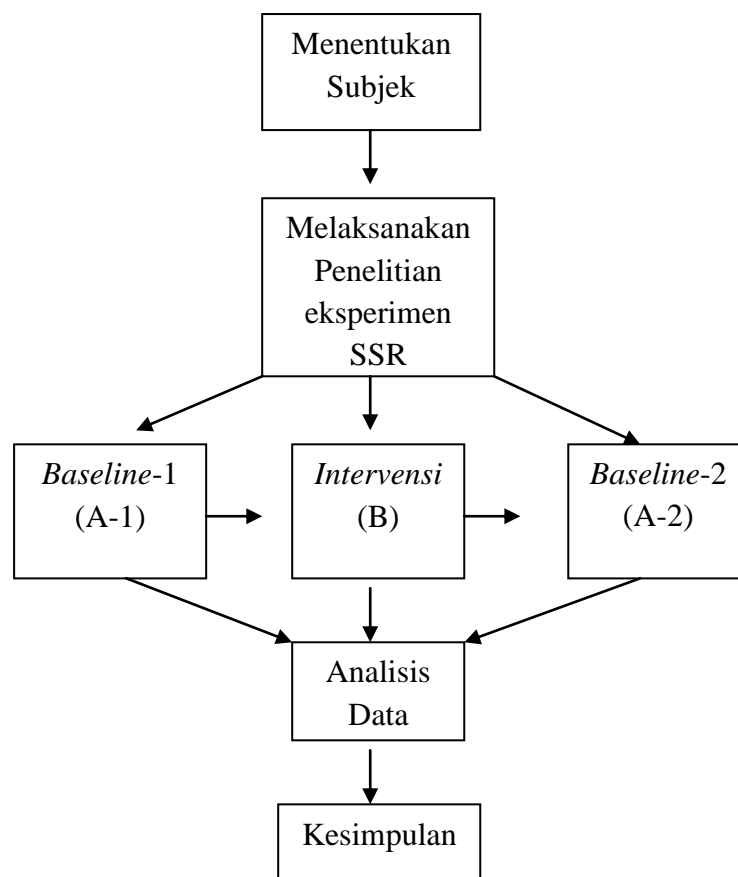 Menentukan
Subjek
Melaksanakan
Penelitian
eksperimen
SSR
Baseline-1
(A-1)
Intervensi
(B)
Baseline-2
(A-2)
Analisis
Data
Kesimpulan